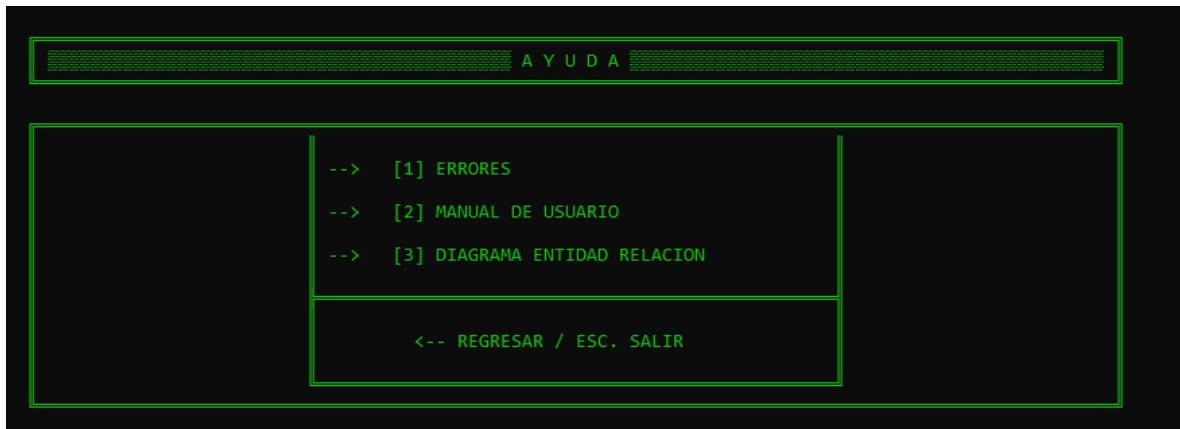 A Y U D A
--> [1] ERRORES
--> [2] MANUAL DE USUARIO
--> [3] DIAGRAMA ENTIDAD RELACION
<-- REGRESAR / ESC. SALIR